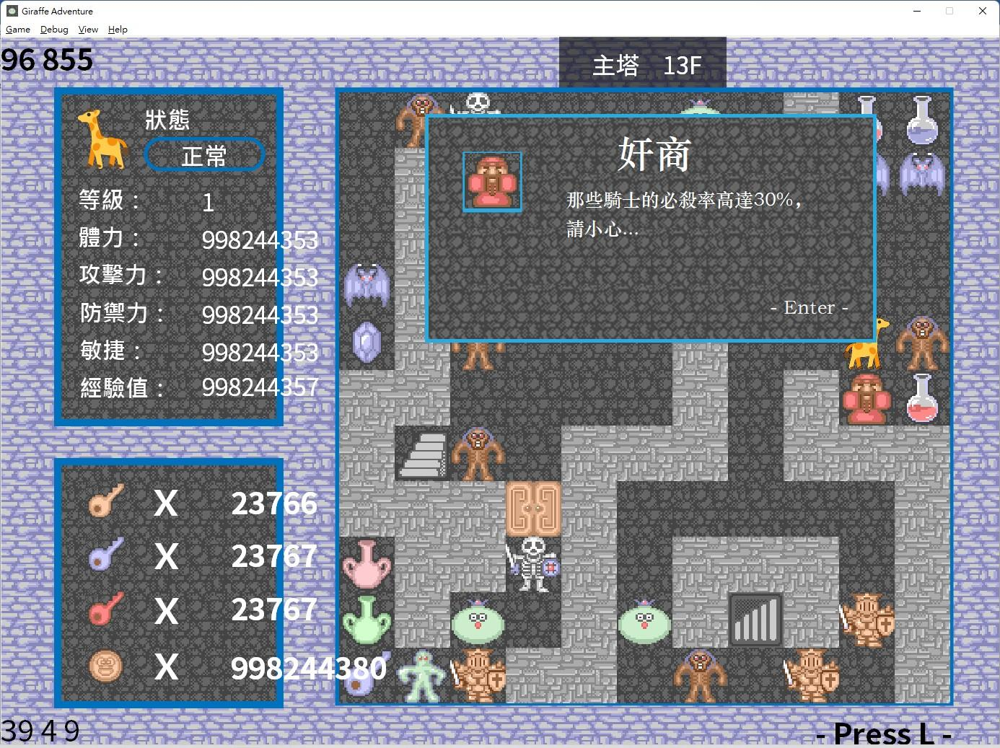 Giraffe Adventure
Game Debug View Help
96 855
主塔 13F
狀態
正常
等級： 1
體力： 998244353
攻擊力： 998244353
防禦力： 998244353
敏捷： 998244353
經驗值： 998244357
奸商
那些騎士的必殺率高達30%，
請小心...
- Enter -
X 23766
X 23767
X 23767
X 998244380
39 4 9
- Press L -